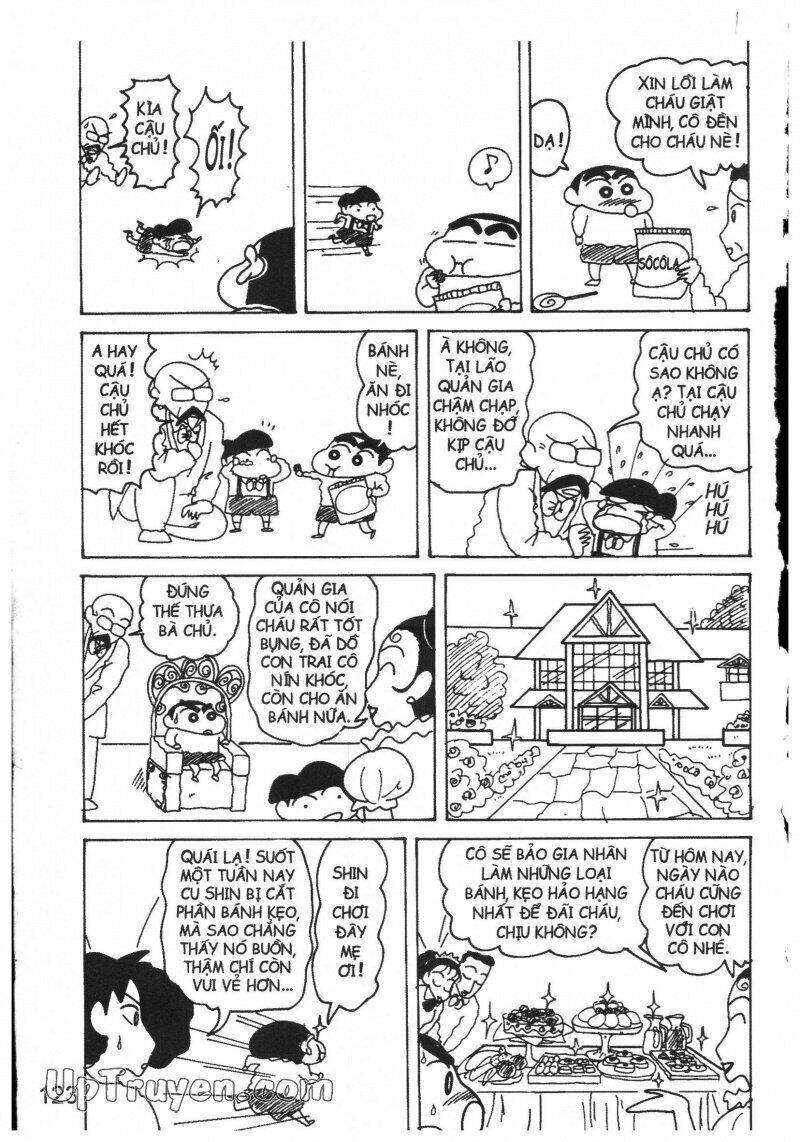 XIN LỖI LÀM
CHÁU GIẬT
MÌNH, CÔ ĐỀN
CHO CHÁU NÈ!
DẠ!
SÔCÔLA
ỐI!
KÌA
CẬU
CHỦ!
CẬU CHỦ CÓ
SAO KHÔNG
Ạ? TẠI CẬU
CHỦ CHẠY
NHANH
QUÁ...
HÚ
HÚ
HÚ
À KHÔNG,
TẠI LÃO
QUẢN GIA
CHẬM CHẠP,
KHÔNG ĐỠ
KỊP CẬU
CHỦ...
BÁNH
NÈ,
ĂN ĐI
NHÓC!
A HAY
QUÁ!
CẬU
CHỦ
HẾT
KHÓC
RỒI!
QUẢN GIA
CỦA CÔ NÓI
CHÁU RẤT TỐT
BỤNG, ĐÃ DỖ
CON TRAI CÔ
NÍN KHÓC,
CÒN CHO ĂN
BÁNH NỮA.
ĐÚNG
THẾ THƯA
BÀ CHỦ.
TỪ HÔM NAY,
NGÀY NÀO
CHÁU CŨNG
ĐẾN CHƠI
VỚI CON
CÔ NHÉ.
CÔ SẼ BẢO GIA NHÂN
LÀM NHỮNG LOẠI
BÁNH, KẸO HẢO HẠNG
NHẤT ĐỂ ĐÃI CHÁU,
CHỊU KHÔNG?
SHIN
ĐI
CHƠI
ĐÂY
MẸ
ƠI!
QUÁI LẠ! SUỐT
MỘT TUẦN NAY
CU SHIN BỊ CẮT
PHẦN BÁNH KẸO,
MÀ SAO CHẲNG
THẤY NÓ BUỒN,
THẬM CHÍ CÒN
VUI VẺ HƠN...
123
UpTruyen.com